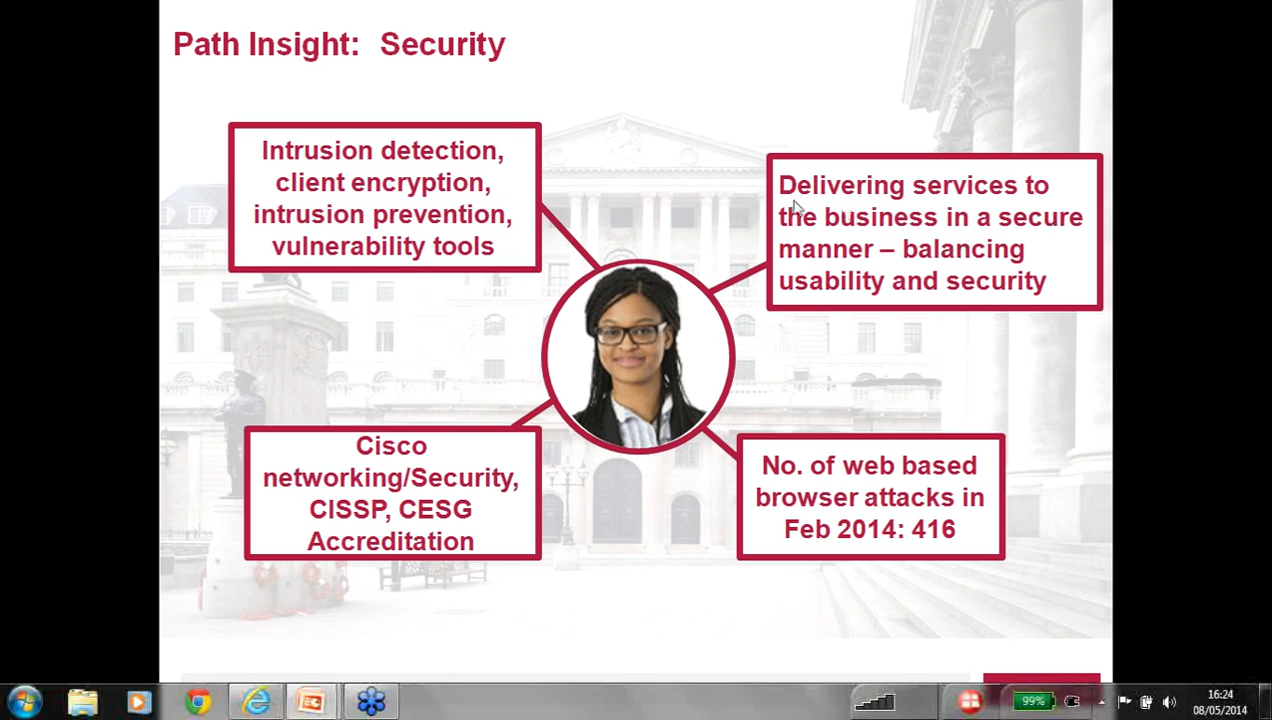 Path Insight: Security
Intrusion detection,
client encryption,
intrusion prevention,
vulnerability tools
Delivering services to
the business in a secure
manner – balancing
usability and security
Cisco
networking/Security,
CISSP, CESG
Accreditation
No. of web based
browser attacks in
Feb 2014: 416
99%
16:24
08/05/2014